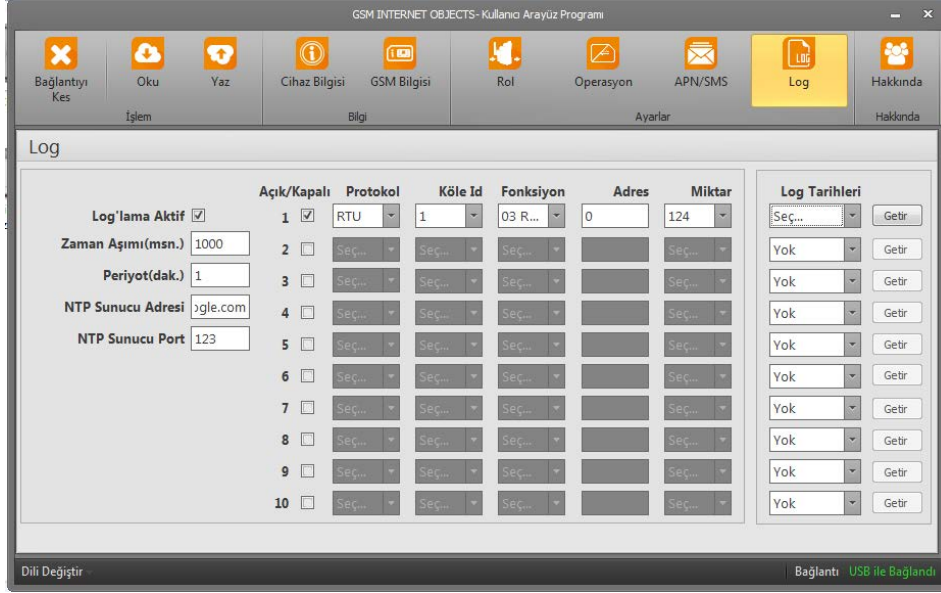 GSM INTERNET OBJECTS- Kullanıcı Arayüz Programı
Bağlantıyı Kes Oku Yaz Cihaz Bilgisi GSM Bilgisi Rol Operasyon APN/SMS LOG Log Hakkında
İşlem Bilgi Ayarlar Hakkında
Log
Açık/Kapalı Protokol Köle Id Fonksiyon Adres Miktar Log Tarihleri
Log'lama Aktif 1 RTU 1 03 R... 0 124 Seç... Getir
Zaman Aşımı(msn.) 1000 2 Seç... Seç... Seç... Seç... Yok Getir
Periyot(dak.) 1 3 Seç... Seç... Seç... Seç... Yok Getir
NTP Sunucu Adresi ogle.com 4 Seç... Seç... Seç... Seç... Yok Getir
NTP Sunucu Port 123 5 Seç... Seç... Seç... Seç... Yok Getir
6 Seç... Seç... Seç... Seç... Yok Getir
7 Seç... Seç... Seç... Seç... Yok Getir
8 Seç... Seç... Seç... Seç... Yok Getir
9 Seç... Seç... Seç... Seç... Yok Getir
10 Seç... Seç... Seç... Seç... Yok Getir
Dili Değiştir Bağlantı USB ile Bağlandı